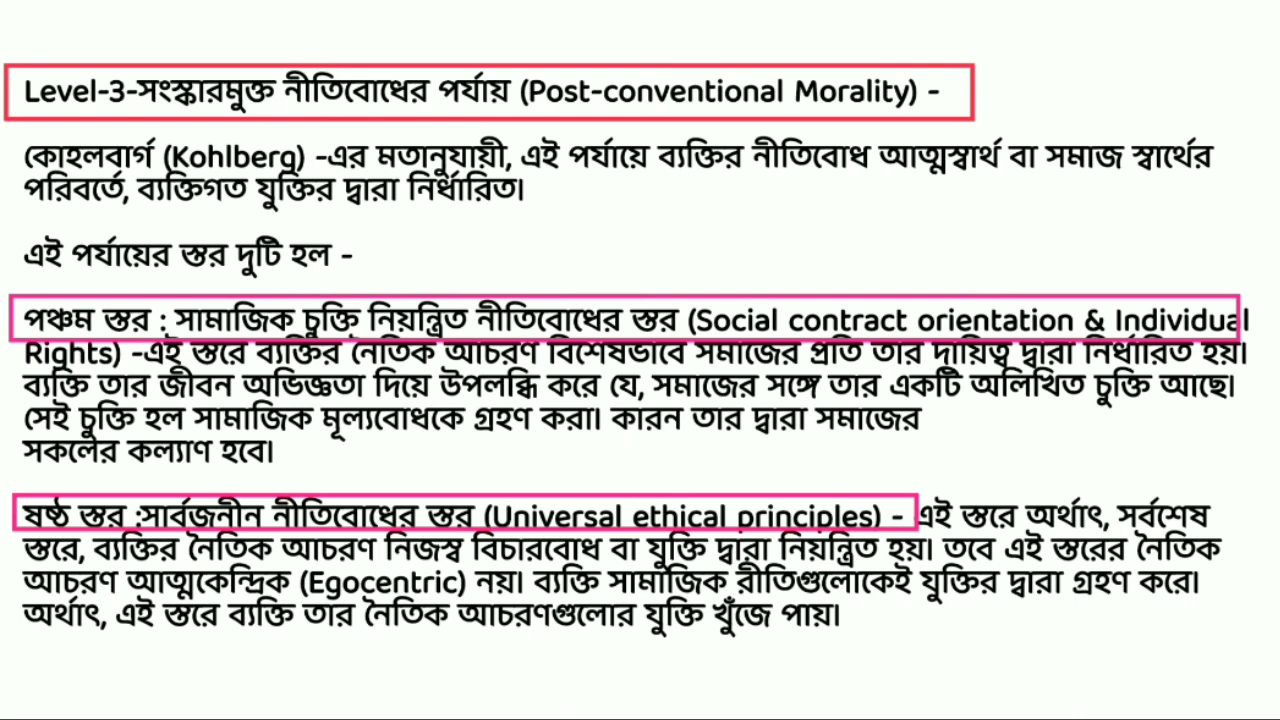 Level-3-সংস্কারমুক্ত নীতিবোধের পর্যায় (Post-conventional Morality) -
কোহলবার্গ (Kohlberg) -এর মতানুযায়ী, এই পর্যায়ে ব্যক্তির নীতিবোধ আত্মস্বার্থ বা সমাজ স্বার্থের
পরিবর্তে, ব্যক্তিগত যুক্তির দ্বারা নির্ধারিত।
এই পর্যায়ের স্তর দুটি হল -
পঞ্চম স্তর : সামাজিক চুক্তি নিয়ন্ত্রিত নীতিবোধের স্তর (Social contract orientation & Individual
Rights) -এই স্তরে ব্যক্তির নৈতিক আচরণ বিশেষভাবে সমাজের প্রতি তার দায়িত্ব দ্বারা নির্ধারিত হয়।
ব্যক্তি তার জীবন অভিজ্ঞতা দিয়ে উপলব্ধি করে যে, সমাজের সঙ্গে তার একটি অলিখিত চুক্তি আছে।
সেই চুক্তি হল সামাজিক মূল্যবোধকে গ্রহণ করা। কারন তার দ্বারা সমাজের
সকলের কল্যাণ হবে।
ষষ্ঠ স্তর :সার্বজনীন নীতিবোধের স্তর (Universal ethical principles) - এই স্তরে অর্থাৎ, সর্বশেষ
স্তরে, ব্যক্তির নৈতিক আচরণ নিজস্ব বিচারবোধ বা যুক্তি দ্বারা নিয়ন্ত্রিত হয়। তবে এই স্তরের নৈতিক
আচরণ আত্মকেন্দ্রিক (Egocentric) নয়। ব্যক্তি সামাজিক রীতিগুলোকেই যুক্তির দ্বারা গ্রহণ করে।
অর্থাৎ, এই স্তরে ব্যক্তি তার নৈতিক আচরণগুলোর যুক্তি খুঁজে পায়।